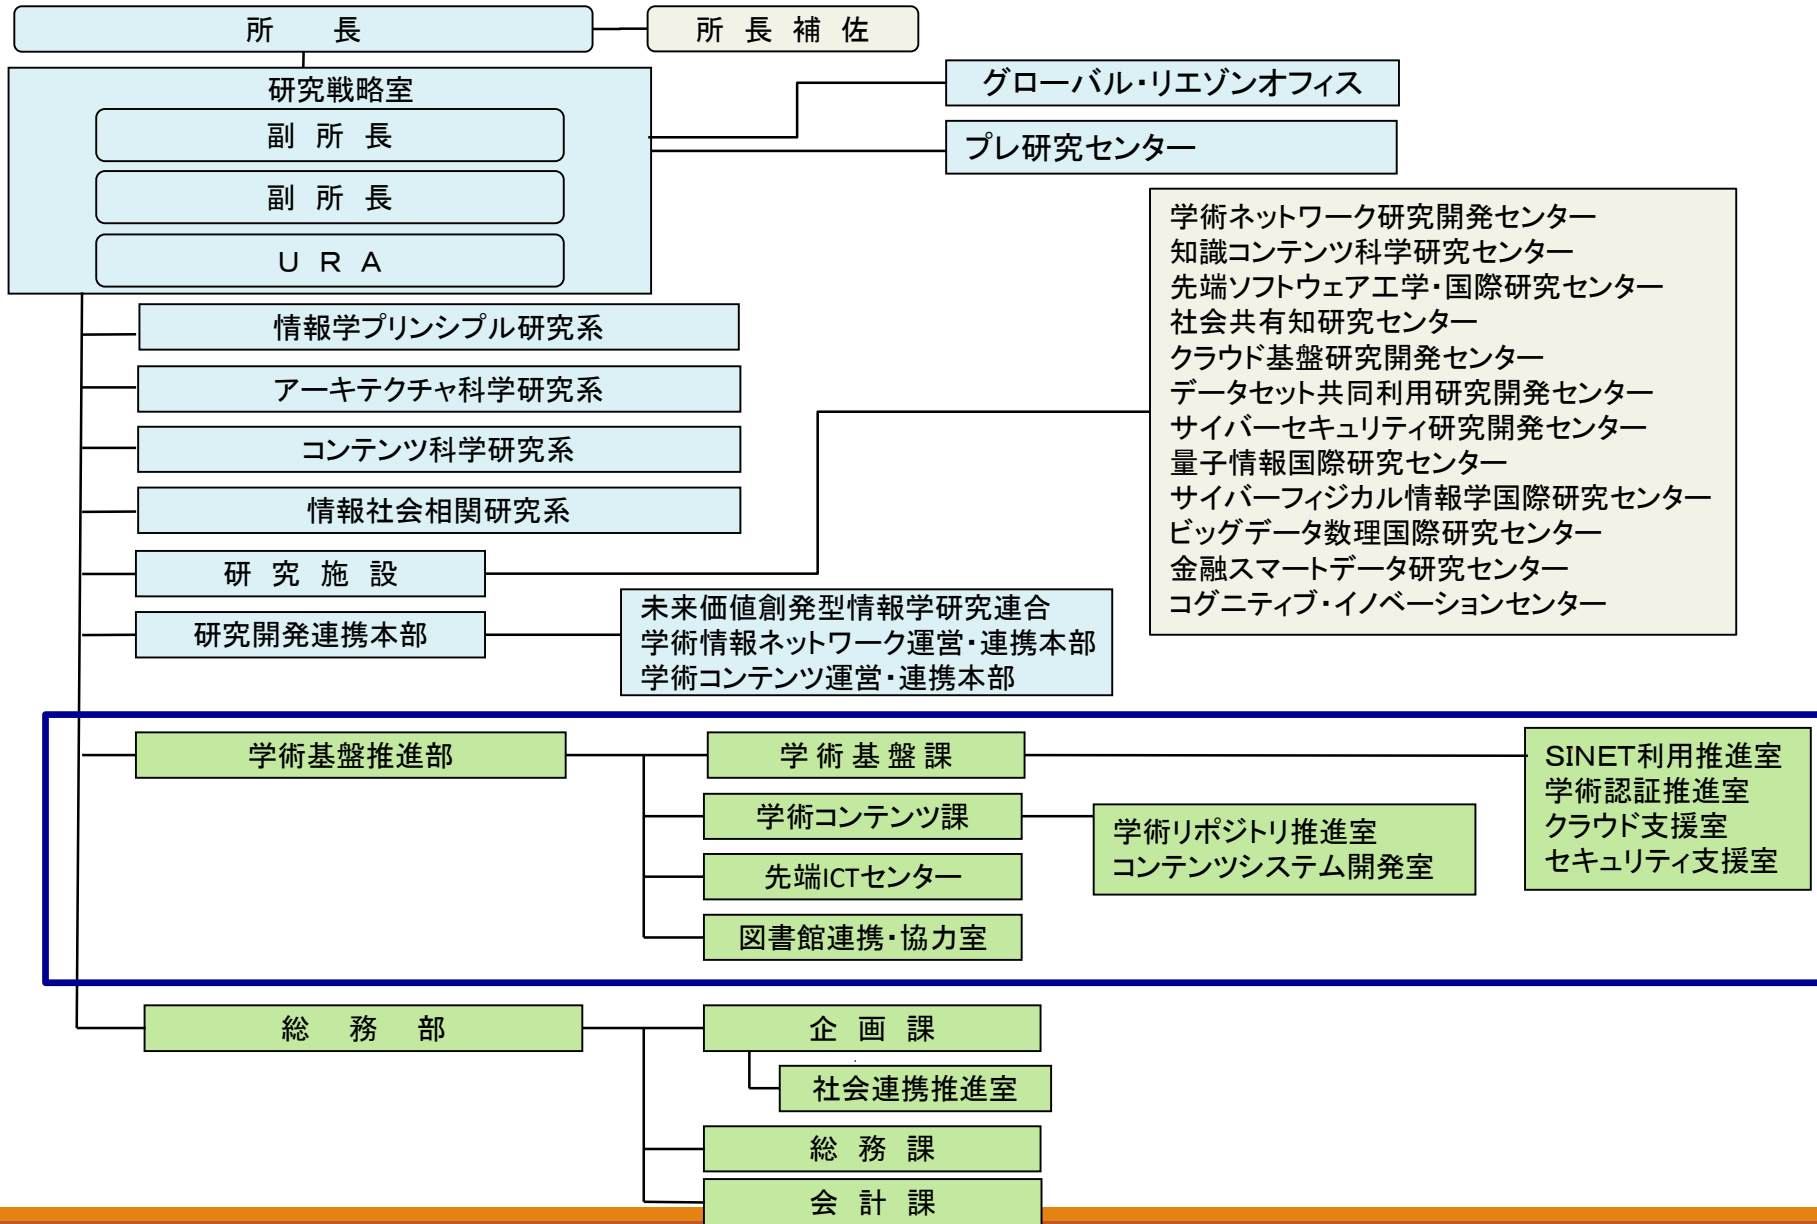 所長
所長補佐
研究戦略室
副所長
副所長
URA
グローバル・リエゾンオフィス
プレ研究センター
学術ネットワーク研究開発センター
知識コンテンツ科学研究センター
先端ソフトウェア工学・国際研究センター
社会共有知研究センター
クラウド基盤研究開発センター
データセット共同利用研究開発センター
サイバーセキュリティ研究開発センター
量子情報国際研究センター
サイバーフィジカル情報学国際研究センター
ビッグデータ数理国際研究センター
金融スマートデータ研究センター
コグニティブ・イノベーションセンター
情報学プリンシプル研究系
アーキテクチャ科学研究系
コンテンツ科学研究系
情報社会相関研究系
研究施設
研究開発連携本部
未来価値創発型情報学研究連合
学術情報ネットワーク運営・連携本部
学術コンテンツ運営・連携本部
学術基盤推進部
学術基盤課
SINET利用推進室
学術認証推進室
クラウド支援室
セキュリティ支援室
学術コンテンツ課
学術リポジトリ推進室
コンテンツシステム開発室
先端ICTセンター
図書館連携・協力室
総務部
企画課
社会連携推進室
総務課
会計課